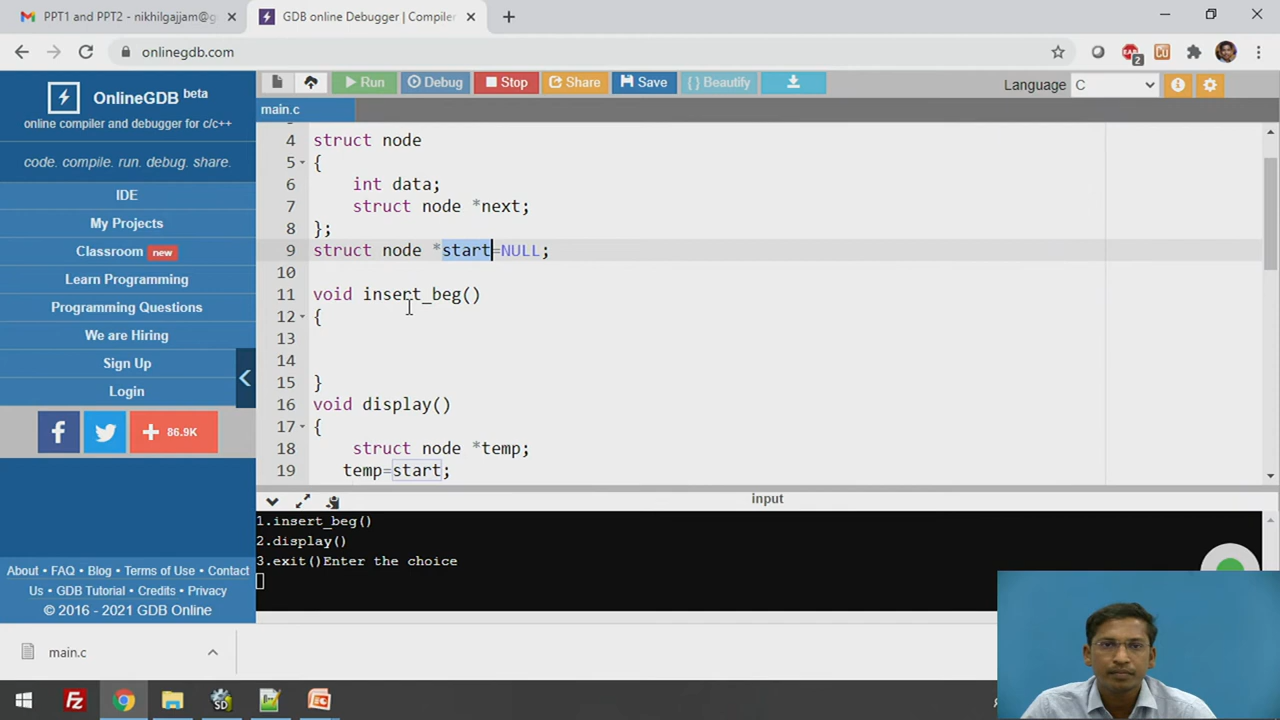 PPT1 and PPT2 - nikhilgajjam@g
GDB online Debugger | Compiler
onlinegdb.com
2
OnlineGDB beta
online compiler and debugger for c/c++
code. compile. run. debug. share.
IDE
My Projects
Classroom new
Learn Programming
Programming Questions
We are Hiring
Sign Up
Login
86.9K
About • FAQ • Blog • Terms of Use • Contact
Us • GDB Tutorial • Credits • Privacy
© 2016 - 2021 GDB Online
Run Debug Stop Share Save { } Beautify Language C
main.c
4 struct node
5 {
6 int data;
7 struct node *next;
8 };
9 struct node *start=NULL;
10
11 void insert_beg()
12 {
13
14
15 }
16 void display()
17 {
18 struct node *temp;
19 temp=start;
input
1.insert_beg()
2.display()
3.exit()Enter the choice
main.c